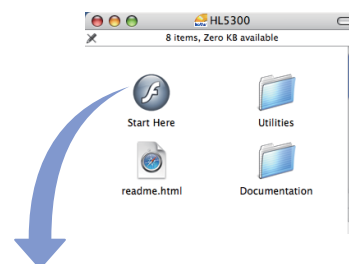 HL5300
8 items, Zero KB available
Start Here
Utilities
readme.html
Documentation